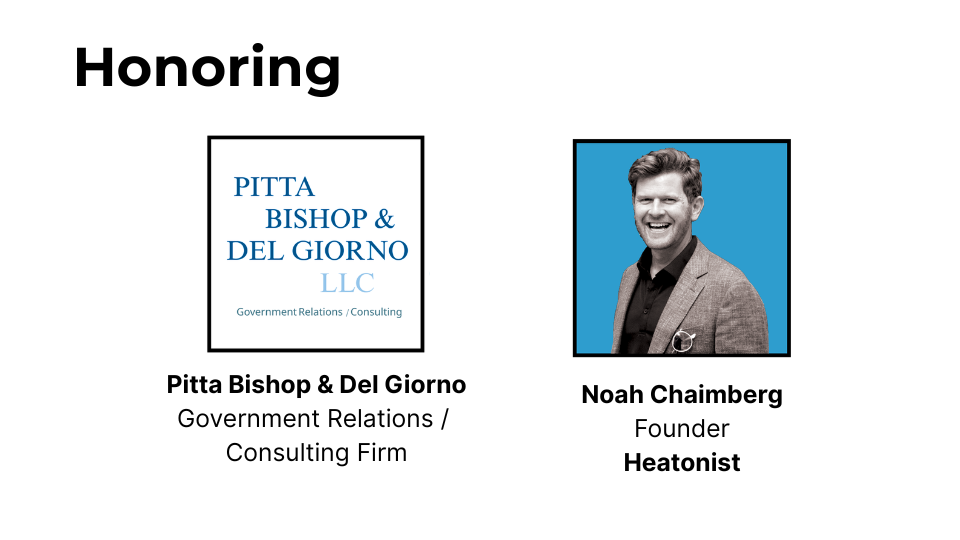 Honoring
PITTA
BISHOP &
DEL GIORNO
LLC
Government Relations / Consulting
Pitta Bishop & Del Giorno
Government Relations /
Consulting Firm
Noah Chaimberg
Founder
Heatonist